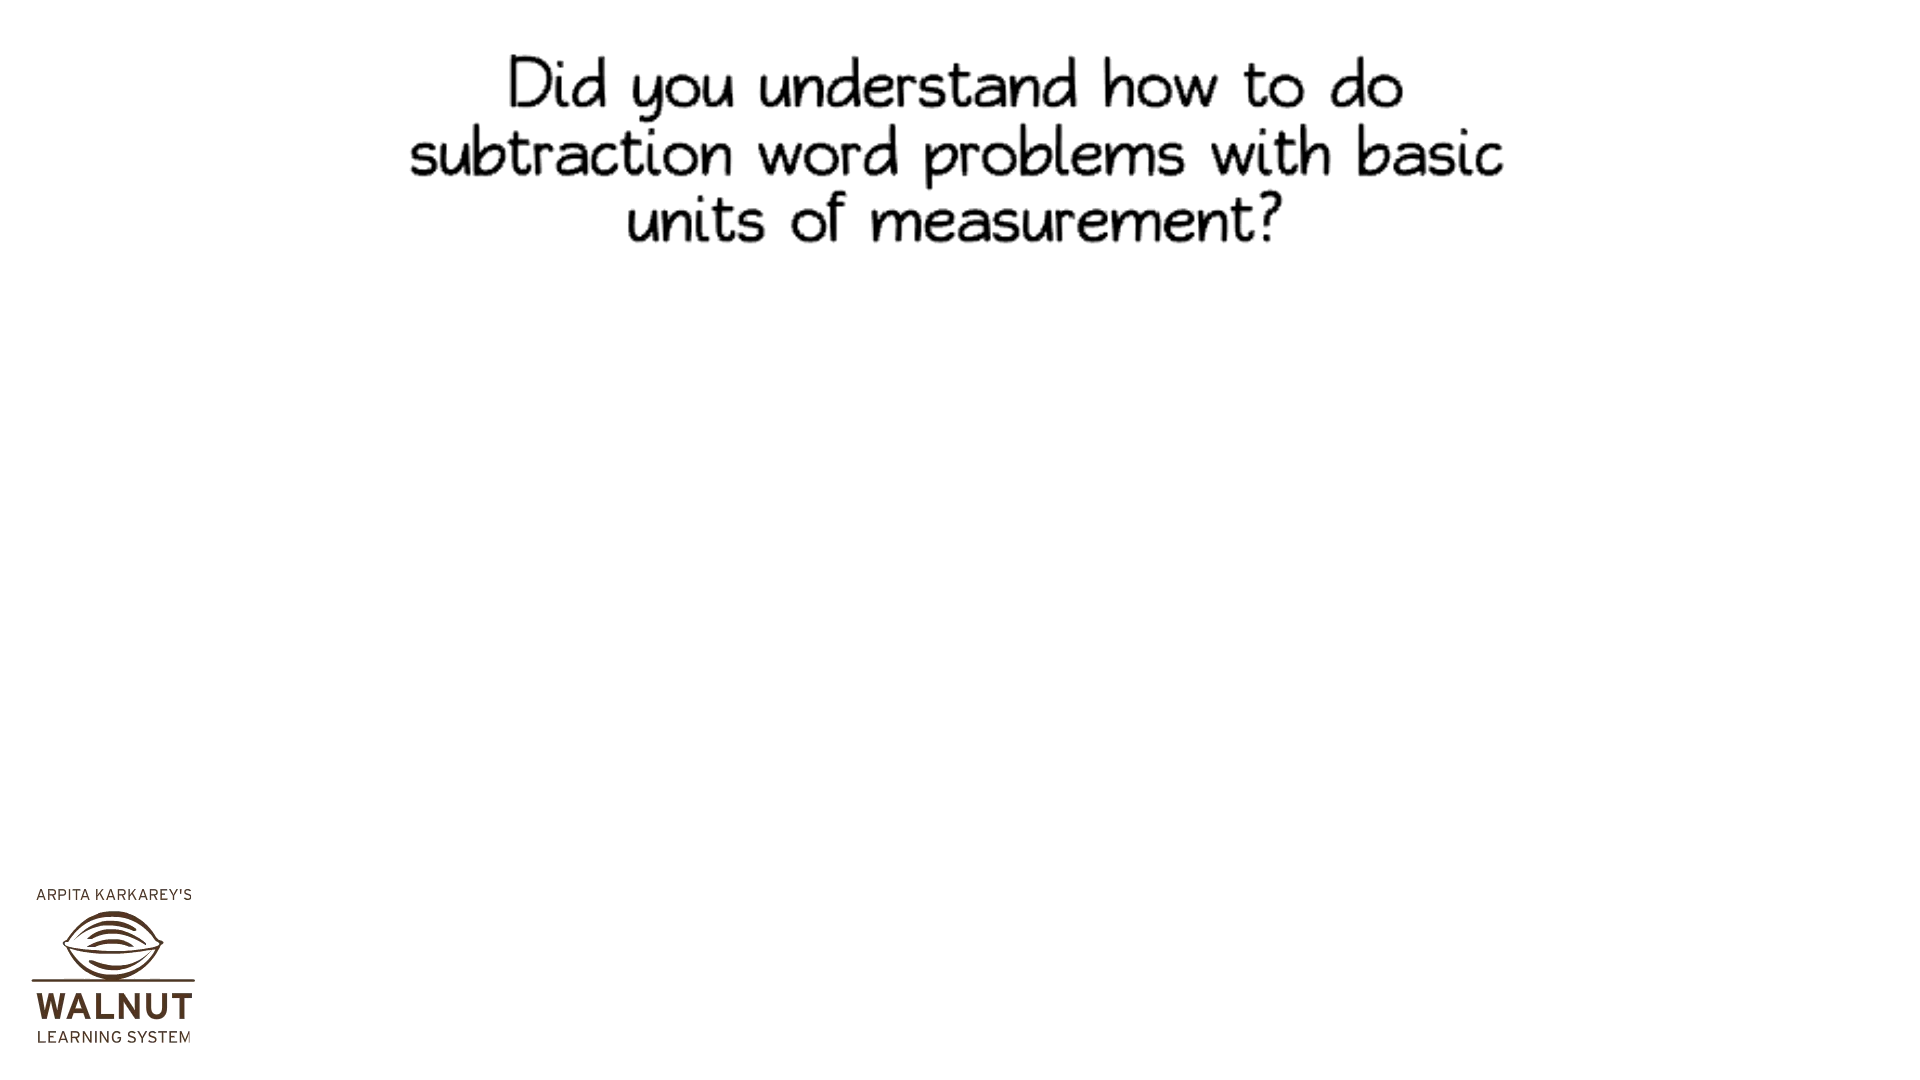 Did you understand how to do
subtraction word problems with basic
units of measurement?
ARPITA KARKAREY'S
WALNUT
LEARNING SYSTEM